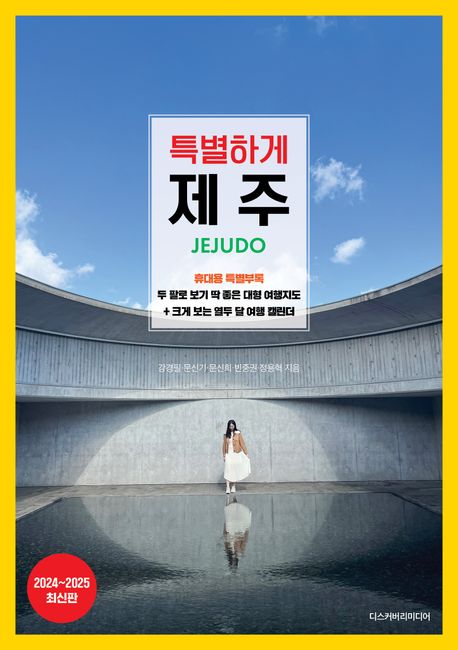 특별하게
제주
JEJUDO
휴대용 특별부록
두 팔로 보기 딱 좋은 대형 여행지도
+ 크게 보는 열두 달 여행 캘린더
강경필·문신기·문신희·빈중권·정용혁 지음
2024~2025
최신판
디스커버리미디어